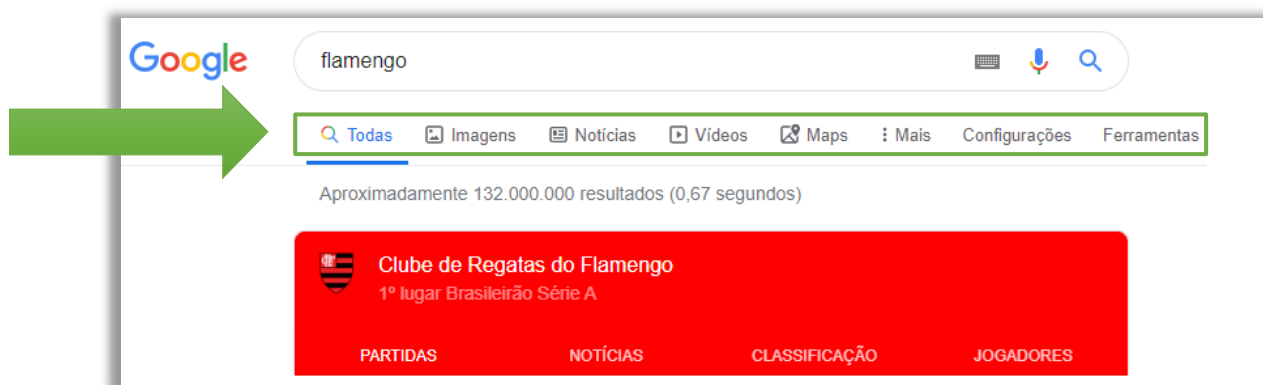 Google flamengo
Todas Imagens Notícias Vídeos Maps Mais Configurações Ferramentas
Aproximadamente 132.000.000 resultados (0,67 segundos)
Clube de Regatas do Flamengo
1º lugar Brasileirão Série A
PARTIDAS NOTÍCIAS CLASSIFICAÇÃO JOGADORES